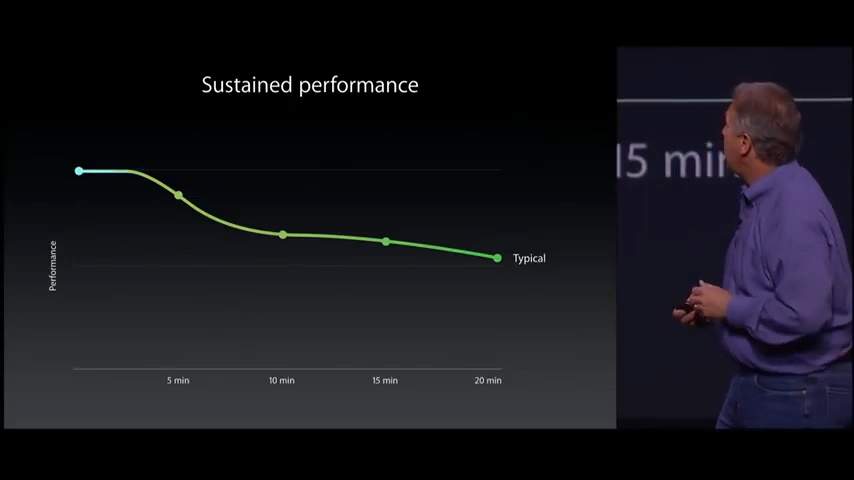 Sustained performance
Performance
Typical
5 min
10 min
15 min
20 min
15 min